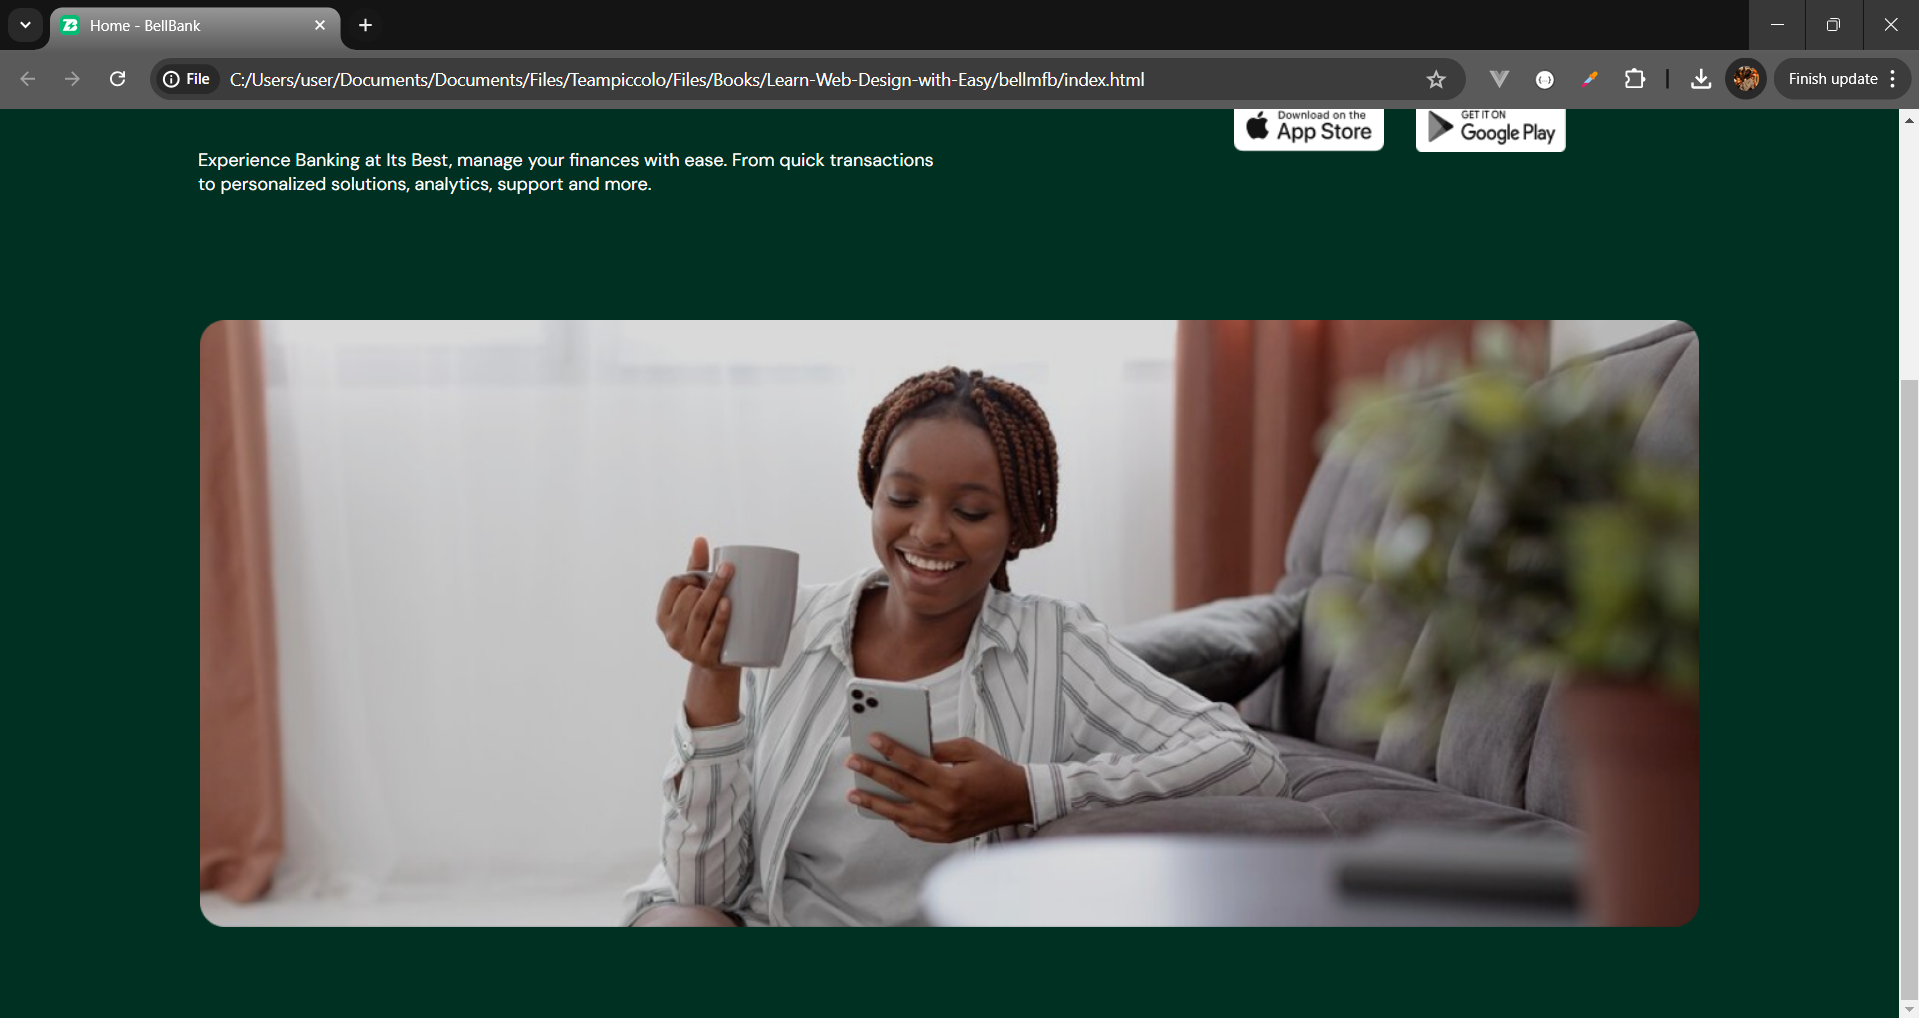 Home - BellBank
File
C:/Users/user/Documents/Documents/Files/Teampiccolo/Files/Books/Learn-Web-Design-with-Easy/bellmfb/index.html
Finish update
Download on the
App Store
GET IT ON
Google Play
Experience Banking at Its Best, manage your finances with ease. From quick transactions
to personalized solutions, analytics, support and more.